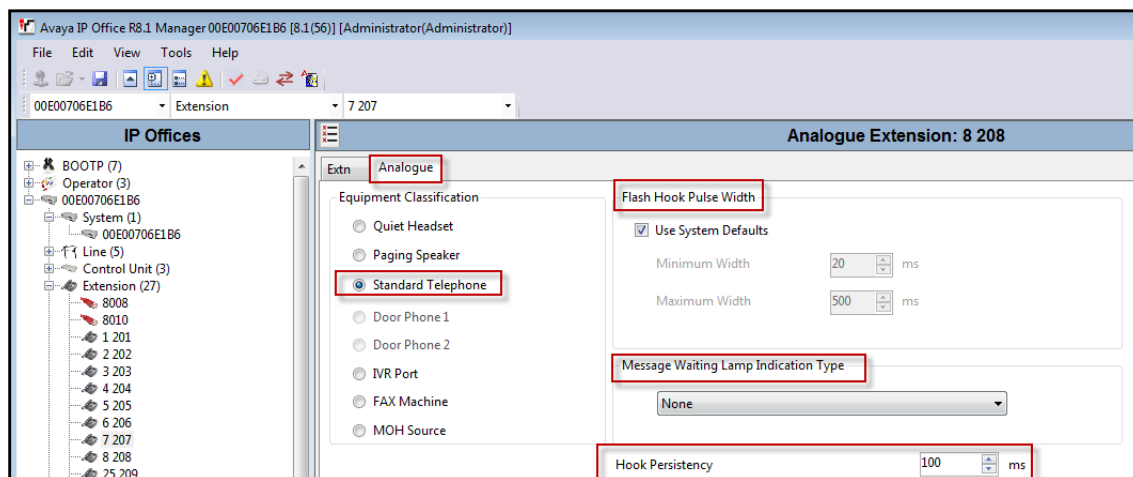 Avaya IP Office R8.1 Manager 00E00706E1B6 [8.1(56)] [Administrator(Administrator)]
File Edit View Tools Help
00E00706E1B6 Extension 7 207
IP Offices
BOOTP (7)
Operator (3)
00E00706E1B6
System (1)
00E00706E1B6
Line (5)
Control Unit (3)
Extension (27)
8008
8010
1 201
2 202
3 203
4 204
5 205
6 206
7 207
8 208
25 209
Analogue Extension: 8 208
Extn Analogue
Equipment Classification
Quiet Headset
Paging Speaker
Standard Telephone
Door Phone 1
Door Phone 2
IVR Port
FAX Machine
MOH Source
Flash Hook Pulse Width
Use System Defaults
Minimum Width 20 ms
Maximum Width 500 ms
Message Waiting Lamp Indication Type
None
Hook Persistency 100 ms